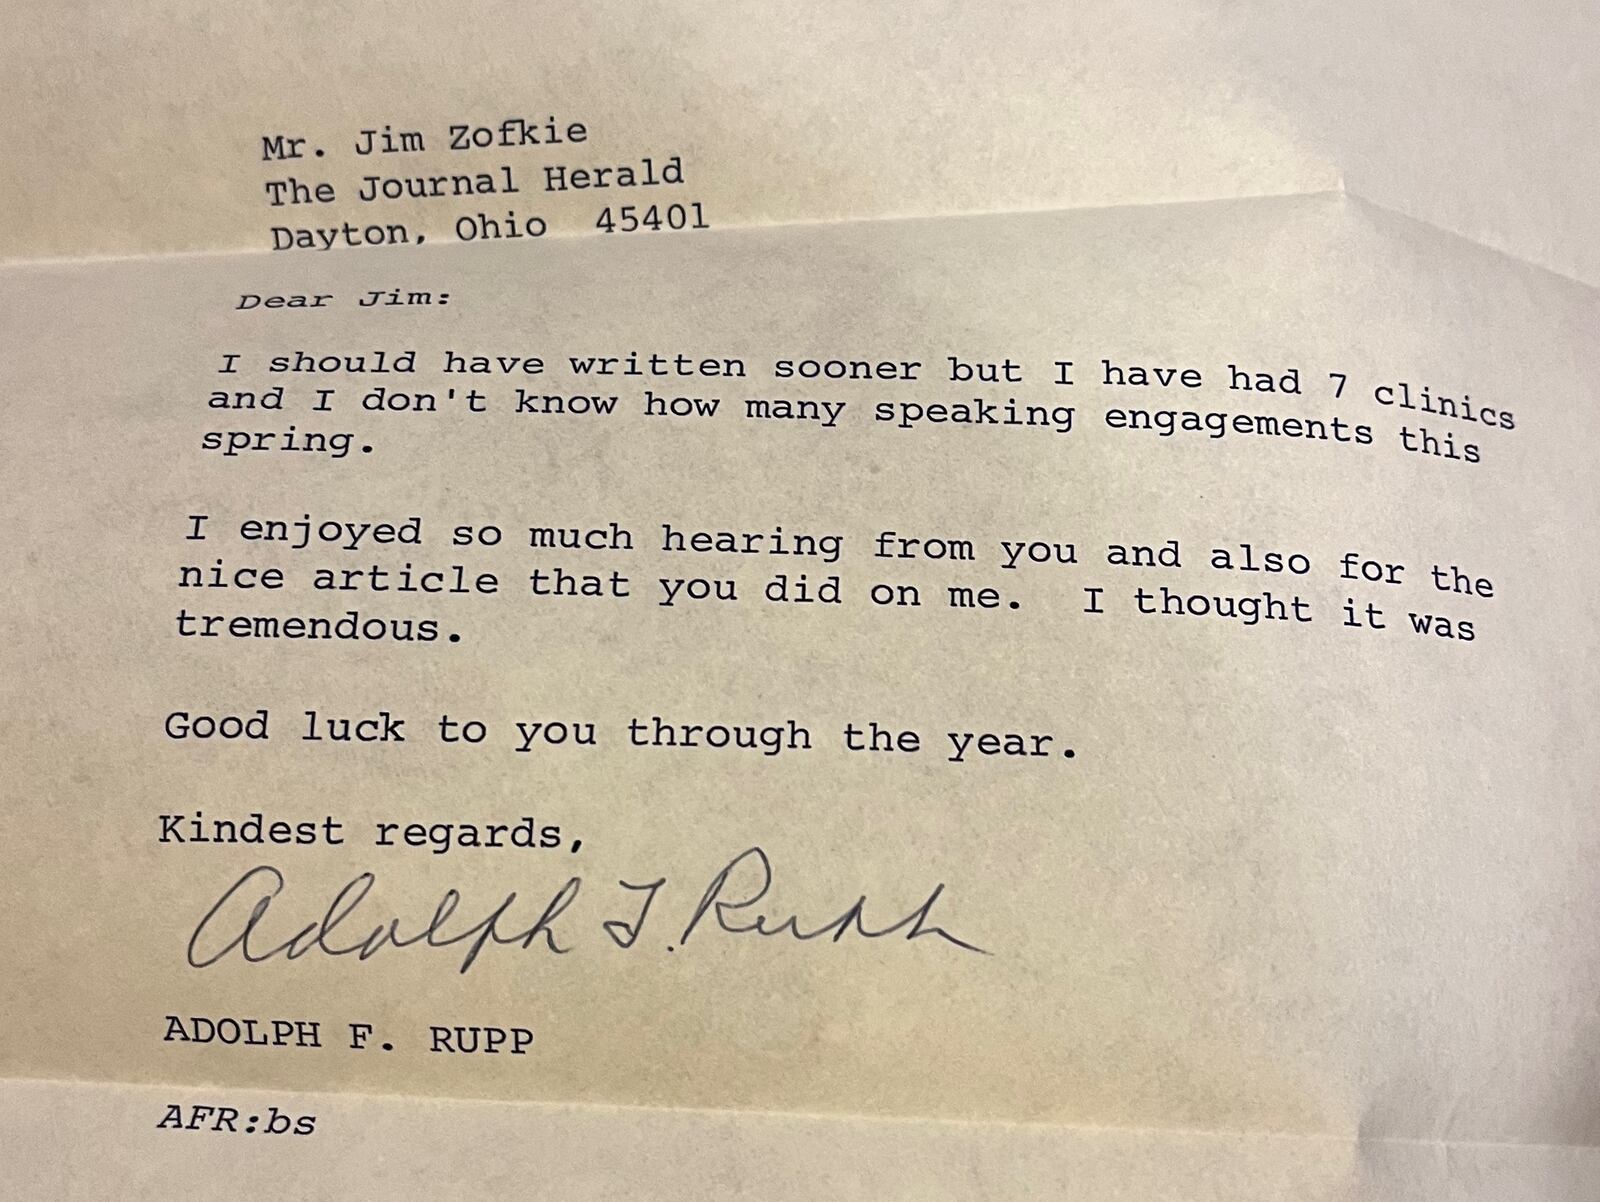 Mr. Jim Zofkie
The Journal Herald
Dayton, Ohio  45401
Dear Jim:
I should have written sooner but I have had 7 clinics
and I don't know how many speaking engagements this
spring.
I enjoyed so much hearing from you and also for the
nice article that you did on me.  I thought it was
tremendous.
Good luck to you through the year.
Kindest regards,
Adolph F. Rupp
ADOLPH F. RUPP
AFR:bs